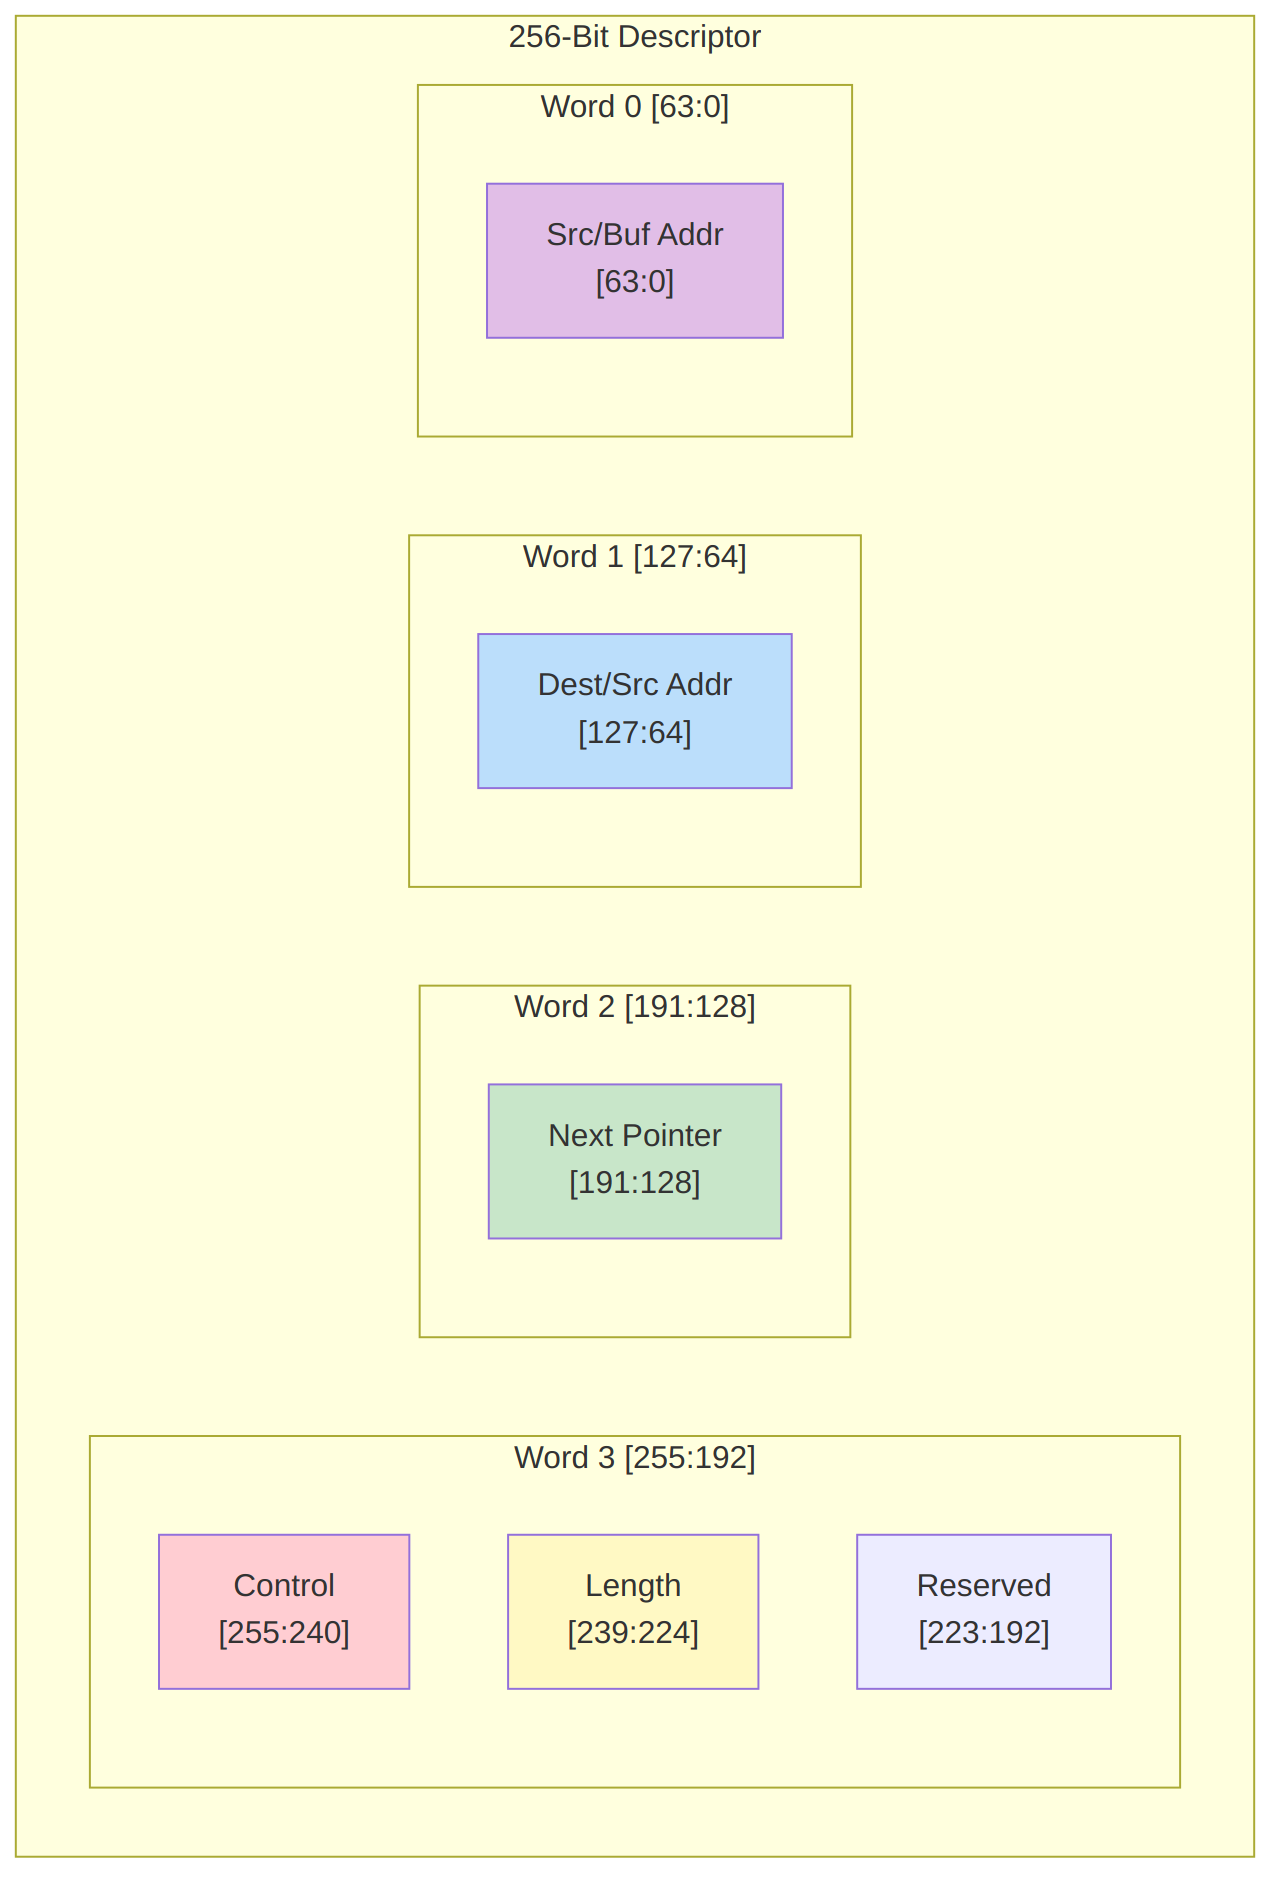 256-Bit Descriptor
Word 0 [63:0]
Src/Buf Addr
[63:0]
Word 1 [127:64]
Dest/Src Addr
[127:64]
Word 2 [191:128]
Next Pointer
[191:128]
Word 3 [255:192]
Control
[255:240]
Length
[239:224]
Reserved
[223:192]